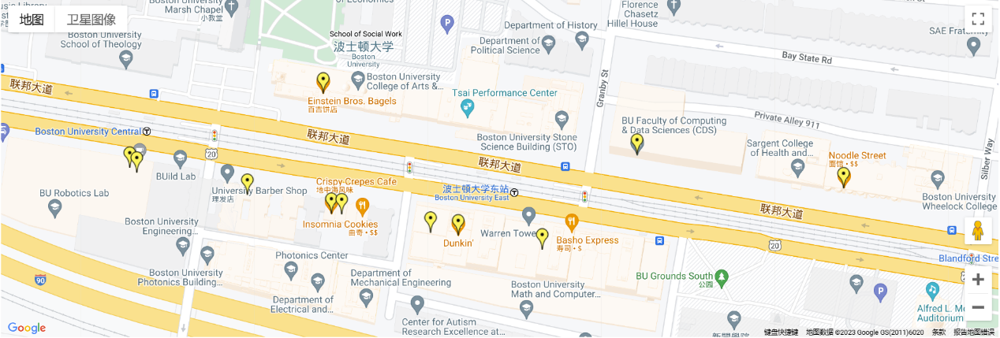 Boston University
Marsh Chapel
小教堂
of Economics
Florence
Chasetz
Hillel House
地图
卫星图像
School of Social Work
波士顿大学
Boston
University
Department of History
Department of
Political Science
SAE Fraternity
Bay State Rd
Boston University
School of Theology
Boston University
College of Arts &...
联邦大道
Einstein Bros. Bagels
百吉饼店
Tsai Performance Center
Granby St
Private Alley 911
BU Faculty of Computing
& Data Sciences (CDS)
Boston University Central
联邦大道
Boston University Stone
Science Building (STO)
Sargent College
of Health and...
Noodle Street
面馆 • $$
Silber Way
20
联邦大道
BUild Lab
Crispy Crepes Cafe
地中海风味
University Barber Shop
理发店
波士顿大学东站
Boston University East
BU Robotics Lab
Boston University
Wheelock College
联邦大道
Boston University
Engineering...
Insomnia Cookies
曲奇 • $$
Warren Towe
Dunkin'
Basho Express
寿司 • $
20
Photonics Center
Blandford Stre
Boston University
Photonics Building...
Department of
Mechanical Engineering
BU Grounds South
公园
90
Boston University
Math and Computer...
Department of
Electrical and...
Alfred L. M
Auditorium
Center for Autism
Research Excellence at...
Google
键盘快捷键
地图数据 ©2023 Google GS(2011)6020
条款
报告地图错误